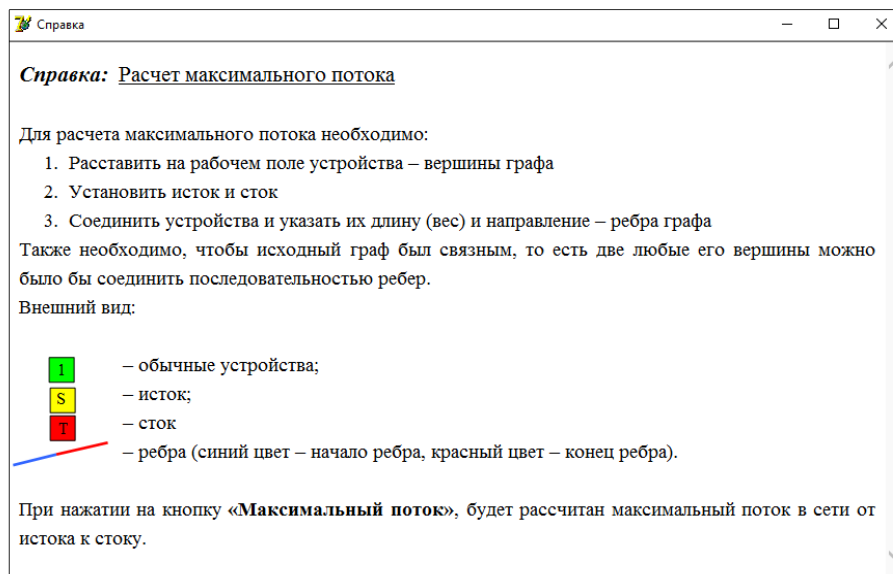 Справка
Справка: Расчет максимального потока
Для расчета максимального потока необходимо:
1. Расставить на рабочем поле устройства – вершины графа
2. Установить исток и сток
3. Соединить устройства и указать их длину (вес) и направление – ребра графа
Также необходимо, чтобы исходный граф был связным, то есть две любые его вершины можно
было бы соединить последовательностью ребер.
Внешний вид:
1 – обычные устройства;
S – исток;
T – сток
– ребра (синий цвет – начало ребра, красный цвет – конец ребра).
При нажатии на кнопку «Максимальный поток», будет рассчитан максимальный поток в сети от
истока к стоку.